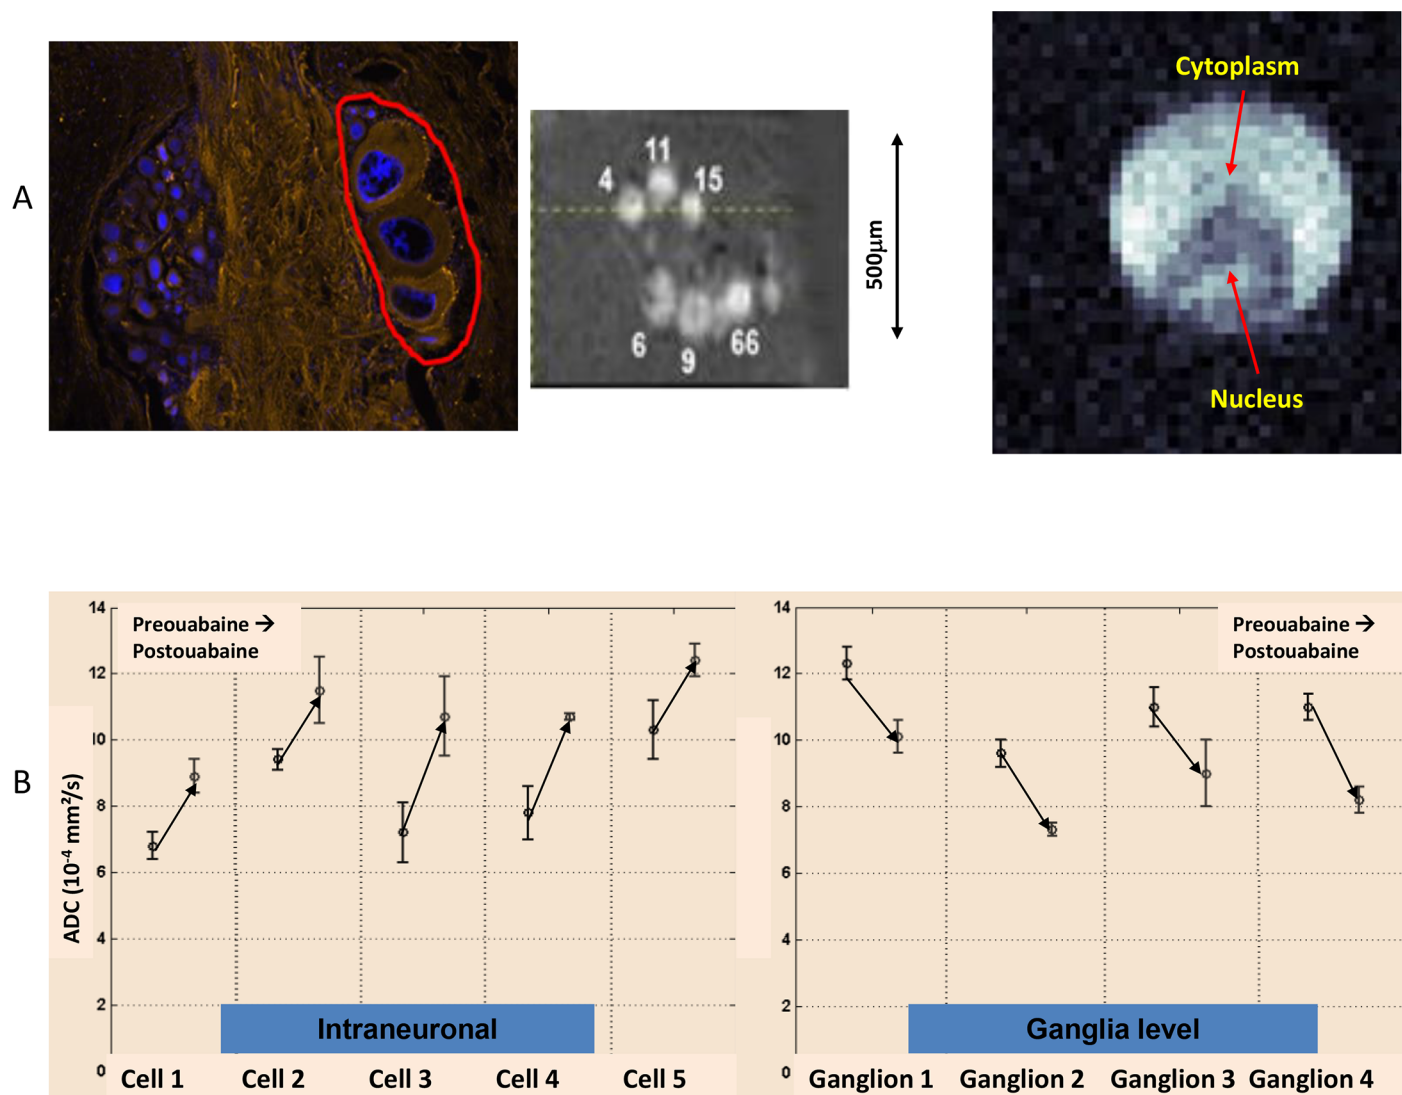 A
4
11
15
6
9
66
500μm
Cytoplasm
Nucleus
B
Preouabaine →
Postouabaine
ADC (10⁻⁴ mm²/s)
14
12
10
8
6
4
2
0
Intraneuronal
Cell 1
Cell 2
Cell 3
Cell 4
Cell 5
Preouabaine →
Postouabaine
14
12
10
8
6
4
2
0
Ganglia level
Ganglion 1
Ganglion 2
Ganglion 3
Ganglion 4